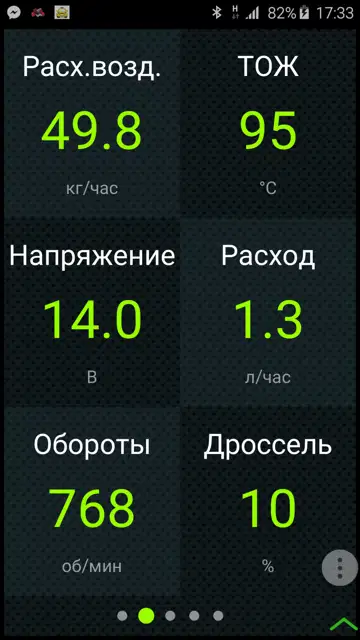 82% 17:33
Расх.возд. ТОЖ
49.8 95
кг/час °C
Напряжение Расход
14.0 1.3
В л/час
Обороты Дроссель
768 10
об/мин %